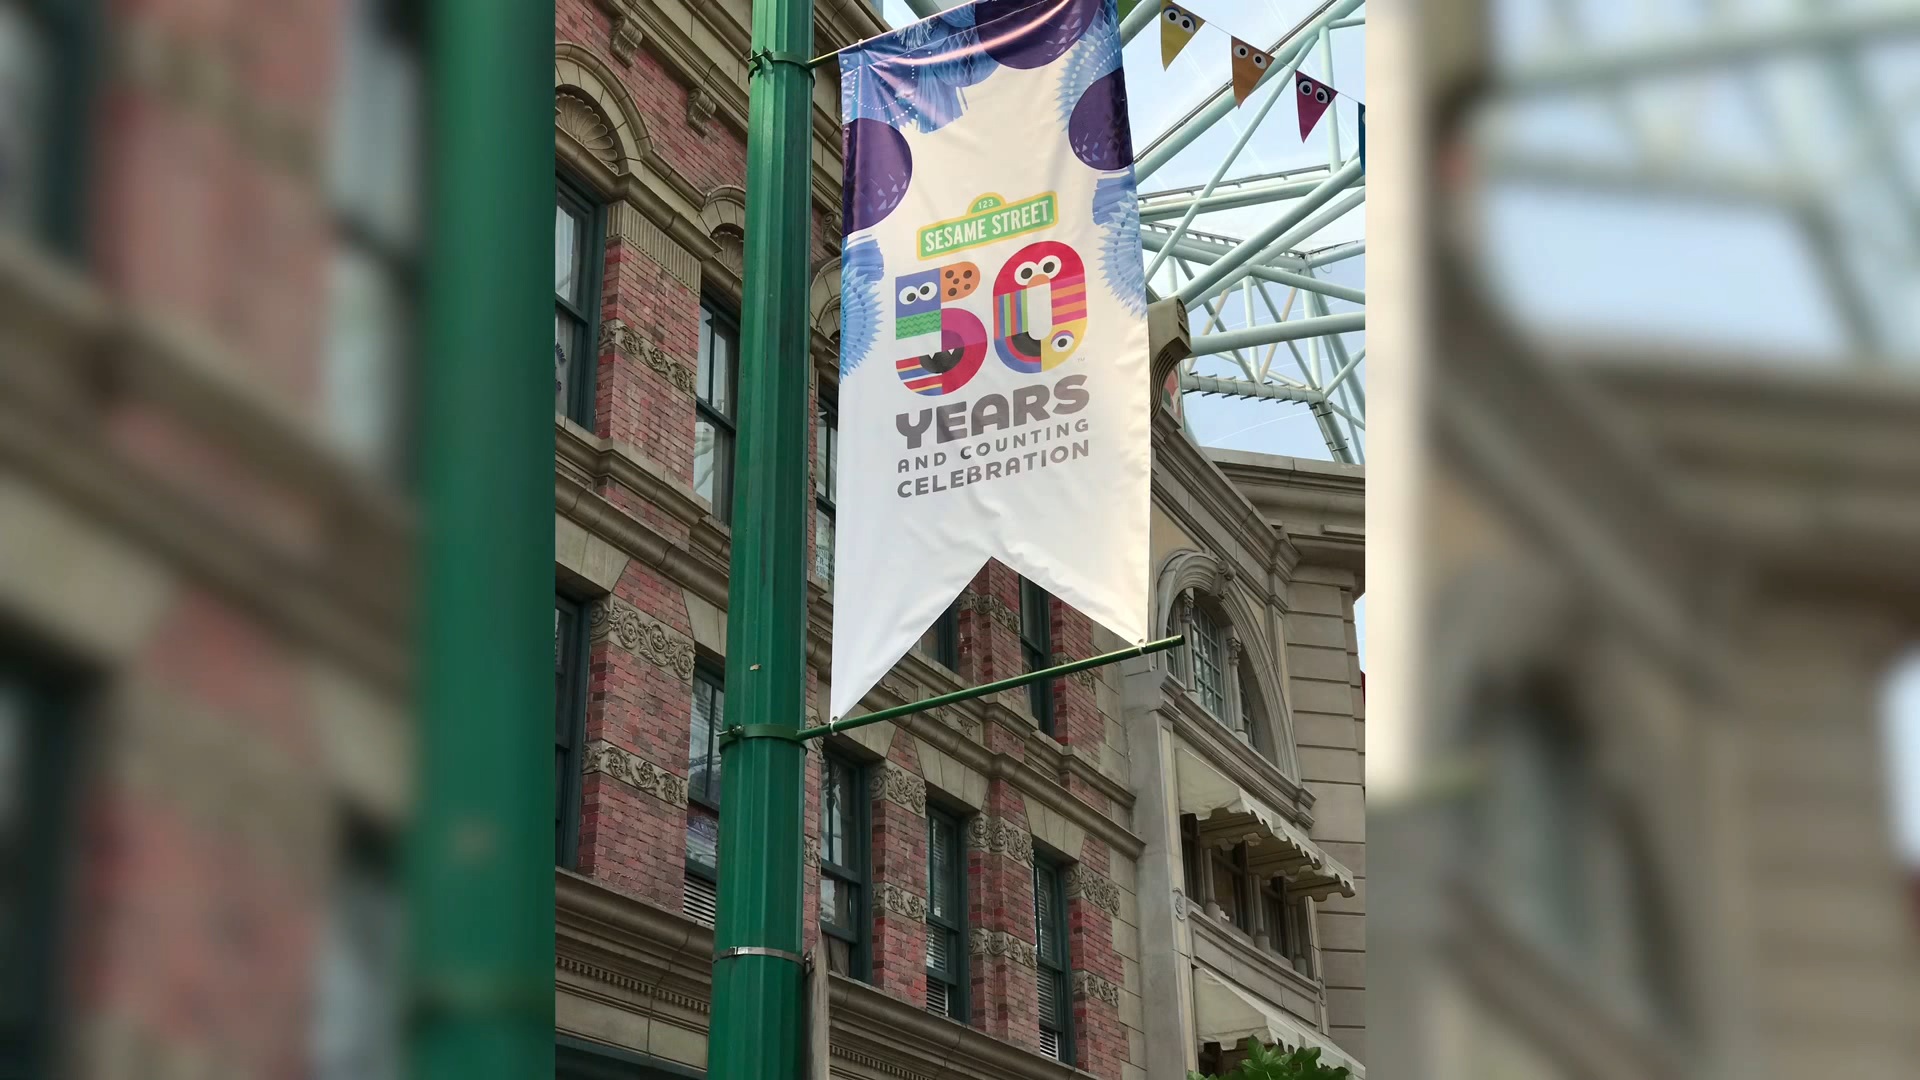 123
SESAME STREET
50
YEARS
AND COUNTING
CELEBRATION